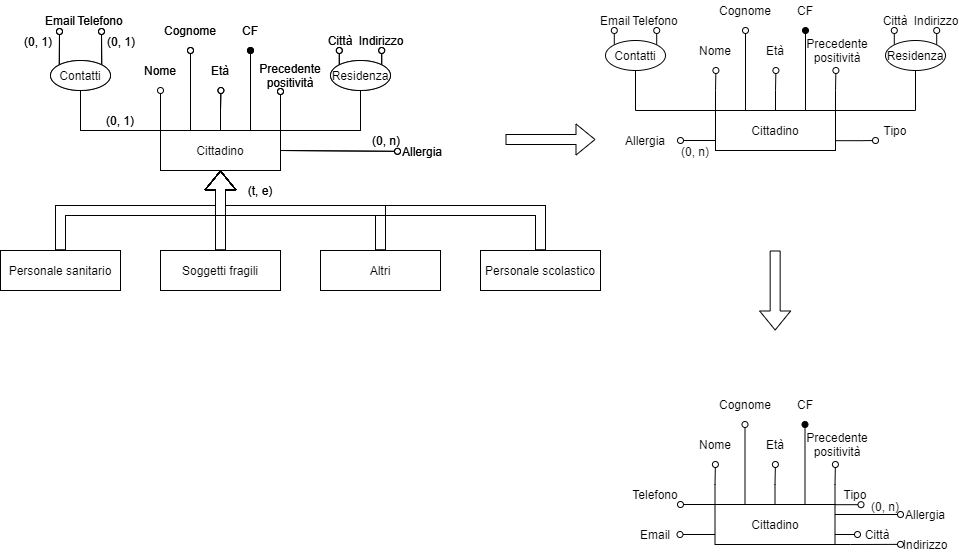 Email Telefono
(0, 1)
(0, 1)
Cognome
CF
Città Indirizzo
Contatti
Nome
Età
Precedente
positività
Residenza
(0, 1)
Cittadino
(0, n)
Allergia
(t, e)
Personale sanitario
Soggetti fragili
Altri
Personale scolastico
Email Telefono
Cognome
CF
Città Indirizzo
Contatti
Nome
Età
Precedente
positività
Residenza
Allergia
(0, n)
Cittadino
Tipo
Cognome
CF
Nome
Età
Precedente
positività
Telefono
Tipo
(0, n)
Allergia
Email
Cittadino
Città
Indirizzo